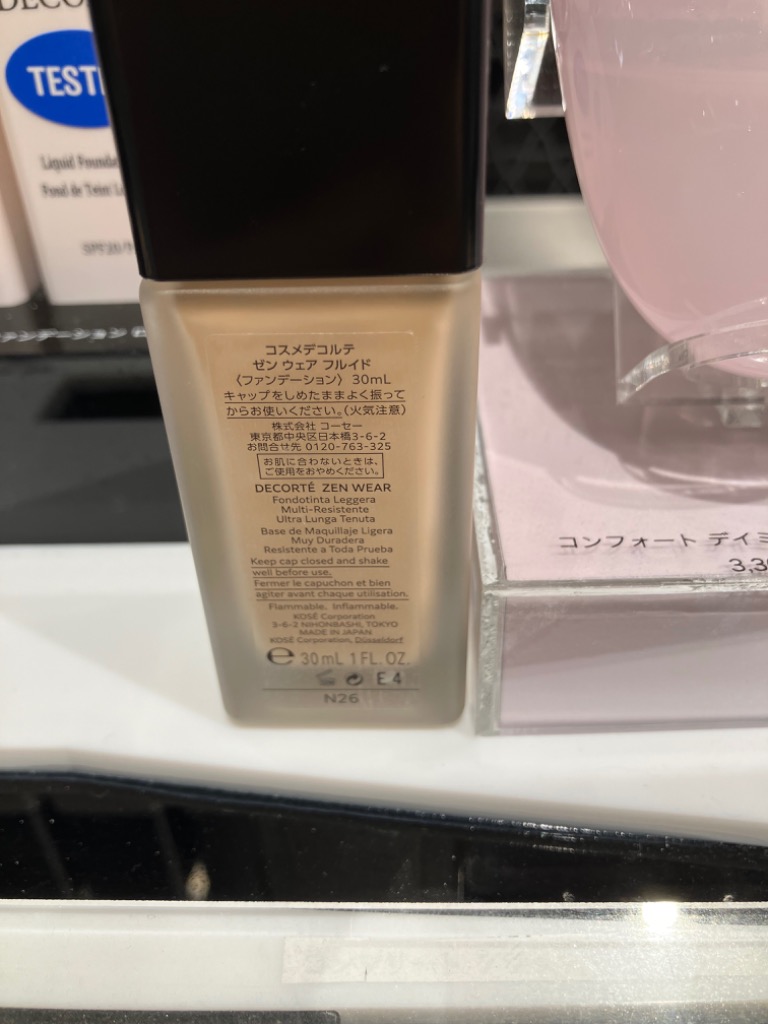 TEST
コスメデコルテ
ゼン ウェア フルイド
〈ファンデーション〉 30mL
キャップをしめたままよく振って
からお使いください。(火気注意)
株式会社 コーセー
東京都中央区日本橋3-6-2
お問合せ先 0120-763-325
お肌に合わないときは、
ご使用をおやめください。
DECORTÉ ZEN WEAR
Fondotinta Leggera
Multi-Resistente
Ultra Lunga Tenuta
Base de Maquillaje Ligera
Muy Duradera
Resistente a Toda Prueba
Keep cap closed and shake
well before use.
Fermer le capuchon et bien
agiter avant chaque utilisation.
Flammable. Inflammable.
KOSÉ Corporation
3-6-2 NIHONBASHI, TOKYO
MADE IN JAPAN
KOSÉ Corporation, Düsseldorf
e 30mL 1 FL. OZ.
E 4
N26
Liquid
Fond de Teint
コンフォート デイ